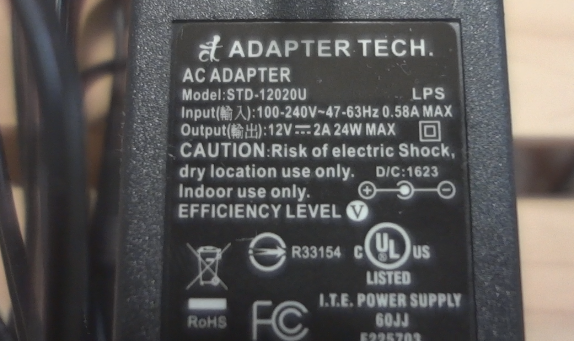 ADAPTER TECH.
AC ADAPTER
Model:STD-12020U LPS
Input(輸入):100-240V~47-63Hz 0.58A MAX
Output(輸出):12V⎓2A 24W MAX
CAUTION:Risk of electric Shock,
dry location use only. D/C:1623
Indoor use only.
EFFICIENCY LEVEL V
R33154
C UL US
LISTED
I.T.E. POWER SUPPLY
RoHS FC 60JJ
E225703